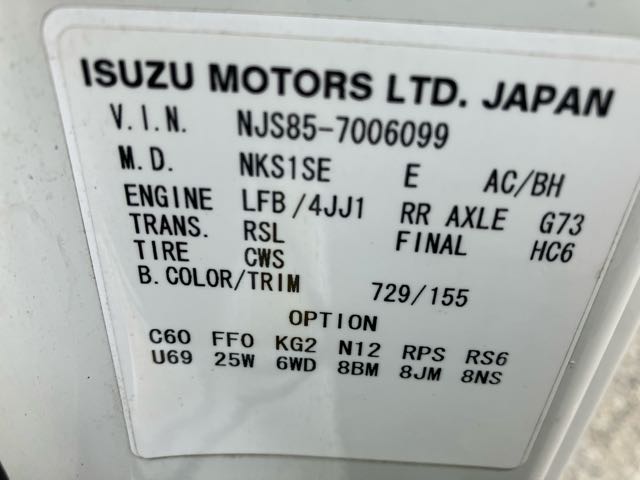 ISUZU MOTORS LTD. JAPAN
V.I.N. NJS85-7006099
M.D. NKS1SE E AC/BH
ENGINE LFB/4JJ1 RR AXLE G73
TRANS. RSL FINAL HC6
TIRE CWS
B.COLOR/TRIM 729/155
OPTION
C60 FF0 KG2 N12 RPS RS6
U69 25W 6WD 8BM 8JM 8NS